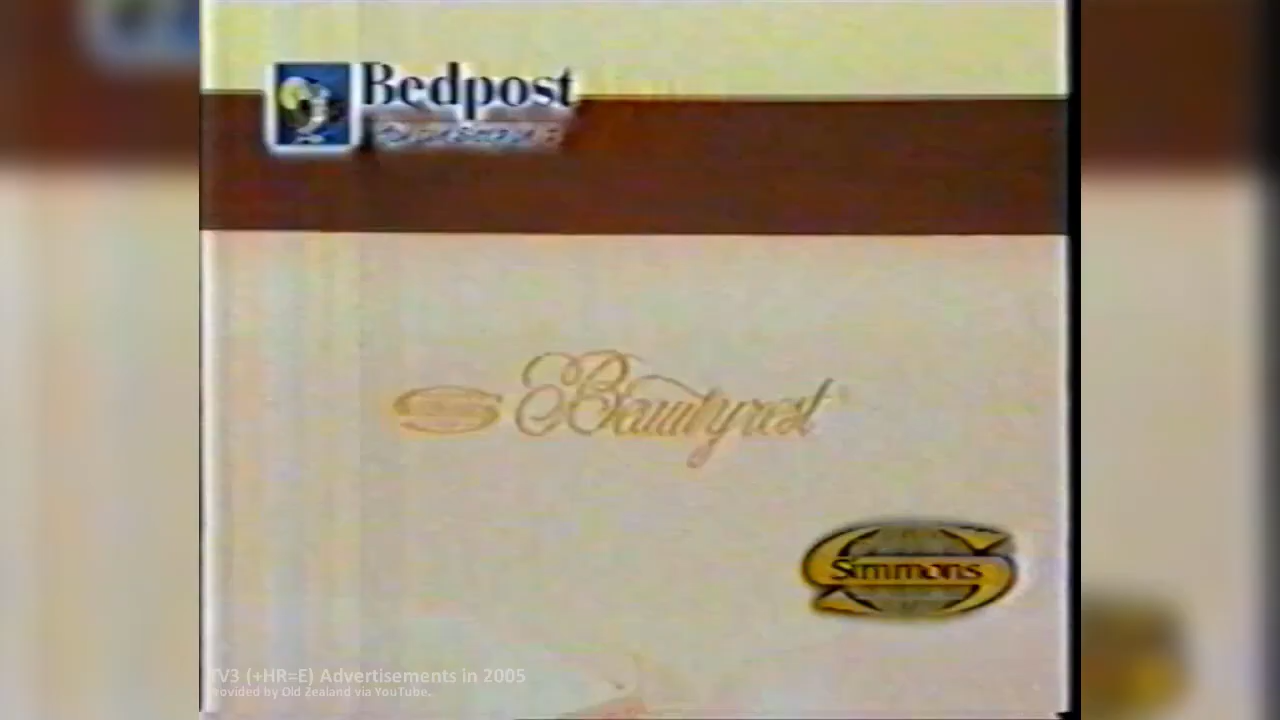 Bedpost
Beautyrest
Simmons
TV3 (+HR=E) Advertisements in 2005
Provided by Old Zealand via YouTube.